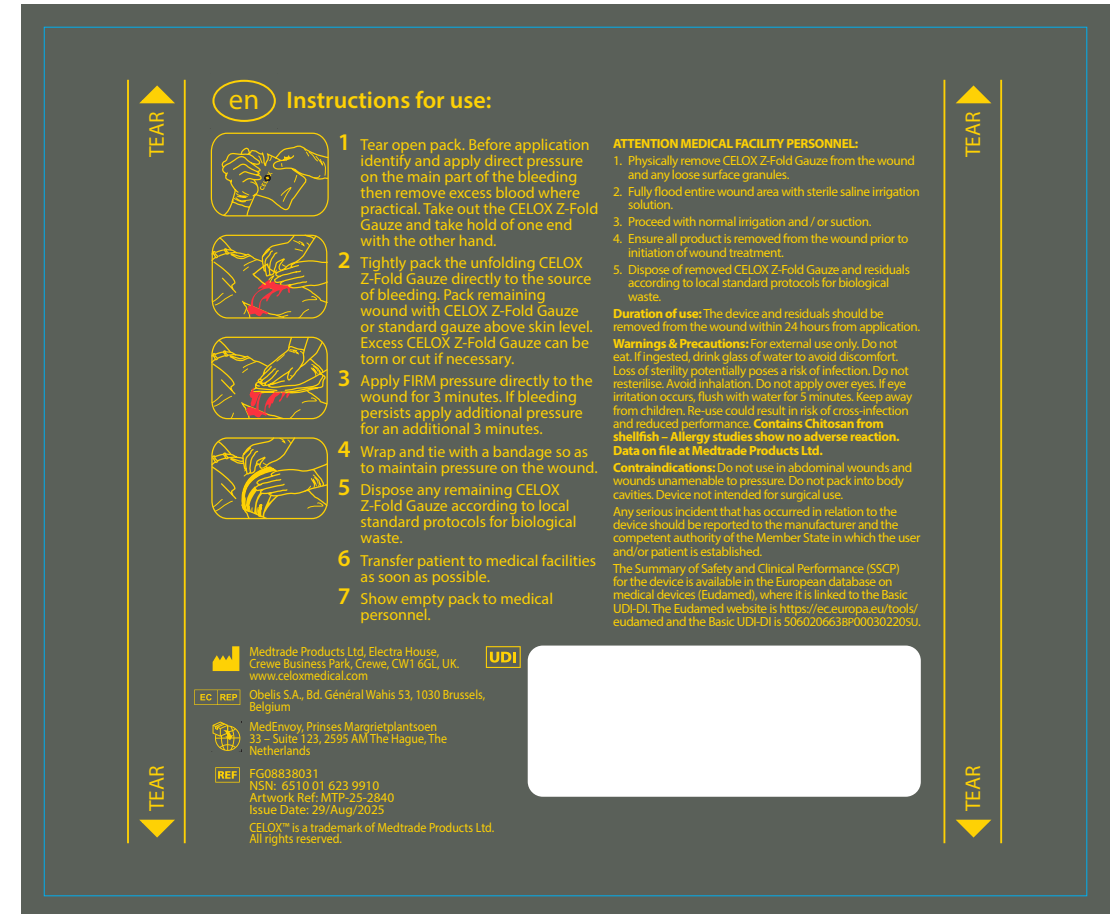 TEAR
en
Instructions for use:
1 Tear open pack. Before application
identify and apply direct pressure
on the main part of the bleeding
then remove excess blood where
practical. Take out the CELOX Z-Fold
Gauze and take hold of one end
with the other hand.
2 Tightly pack the unfolding CELOX
Z-Fold Gauze directly to the source
of bleeding. Pack remaining
wound with CELOX Z-Fold Gauze
or standard gauze above skin level.
Excess CELOX Z-Fold Gauze can be
torn or cut if necessary.
3 Apply FIRM pressure directly to the
wound for 3 minutes. If bleeding
persists apply additional pressure
for an additional 3 minutes.
4 Wrap and tie with a bandage so as
to maintain pressure on the wound.
5 Dispose any remaining CELOX
Z-Fold Gauze according to local
standard protocols for biological
waste.
6 Transfer patient to medical facilities
as soon as possible.
7 Show empty pack to medical
personnel.
CELOX
ATTENTION MEDICAL FACILITY PERSONNEL:
1. Physically remove CELOX Z-Fold Gauze from the wound
and any loose surface granules.
2. Fully flood entire wound area with sterile saline irrigation
solution.
3. Proceed with normal irrigation and / or suction.
4. Ensure all product is removed from the wound prior to
initiation of wound treatment.
5. Dispose of removed CELOX Z-Fold Gauze and residuals
according to local standard protocols for biological
waste.
Duration of use: The device and residuals should be
removed from the wound within 24 hours from application.
Warnings & Precautions: For external use only. Do not
eat. If ingested, drink glass of water to avoid discomfort.
Loss of sterility potentially poses a risk of infection. Do not
resterilise. Avoid inhalation. Do not apply over eyes. If eye
irritation occurs, flush with water for 5 minutes. Keep away
from children. Re-use could result in risk of cross-infection
and reduced performance. Contains Chitosan from
shellfish – Allergy studies show no adverse reaction.
Data on file at Medtrade Products Ltd.
Contraindications: Do not use in abdominal wounds and
wounds unamenable to pressure. Do not pack into body
cavities. Device not intended for surgical use.
Any serious incident that has occurred in relation to the
device should be reported to the manufacturer and the
competent authority of the Member State in which the user
and/or patient is established.
The Summary of Safety and Clinical Performance (SSCP)
for the device is available in the European database on
medical devices (Eudamed), where it is linked to the Basic
UDI-DI. The Eudamed website is https://ec.europa.eu/tools/
eudamed and the Basic UDI-DI is 506020663BP00030220SU.
Medtrade Products Ltd, Electra House,
Crewe Business Park, Crewe, CW1 6GL, UK.
www.celoxmedical.com
UDI
EC REP
Obelis S.A., Bd. Général Wahis 53, 1030 Brussels,
Belgium
MedEnvoy, Prinses Margrietplantsoen
33 – Suite 123, 2595 AM The Hague, The
Netherlands
REF
FG08838031
NSN: 6510 01 623 9910
Artwork Ref: MTP-25-2840
Issue Date: 29/Aug/2025
CELOX™ is a trademark of Medtrade Products Ltd.
All rights reserved.
TEAR
TEAR
TEAR